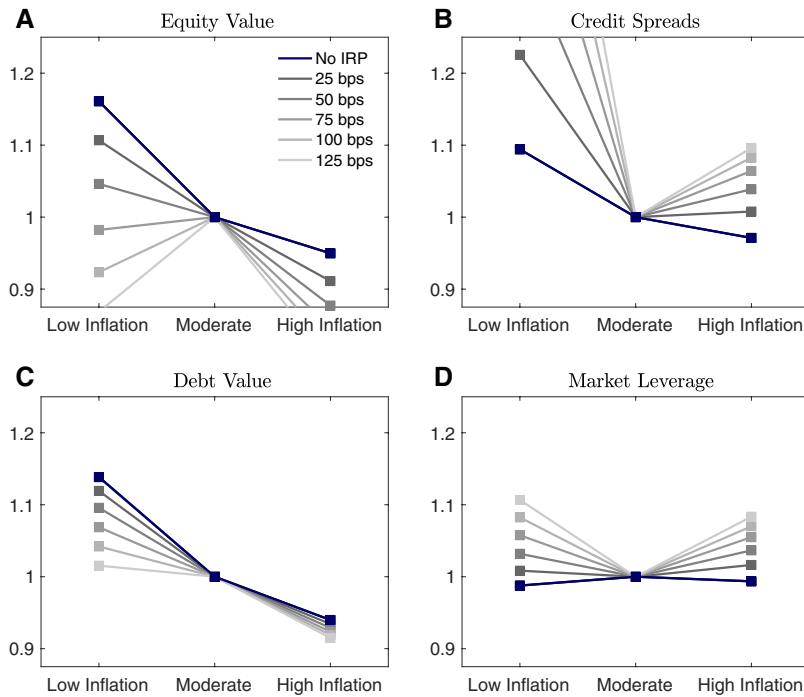 A
Equity Value
1.2
1.1
1
0.9
No IRP
25 bps
50 bps
75 bps
100 bps
125 bps
Low Inflation Moderate High Inflation
B
Credit Spreads
1.2
1.1
1
0.9
Low Inflation Moderate High Inflation
C
Debt Value
1.2
1.1
1
0.9
Low Inflation Moderate High Inflation
D
Market Leverage
1.2
1.1
1
0.9
Low Inflation Moderate High Inflation